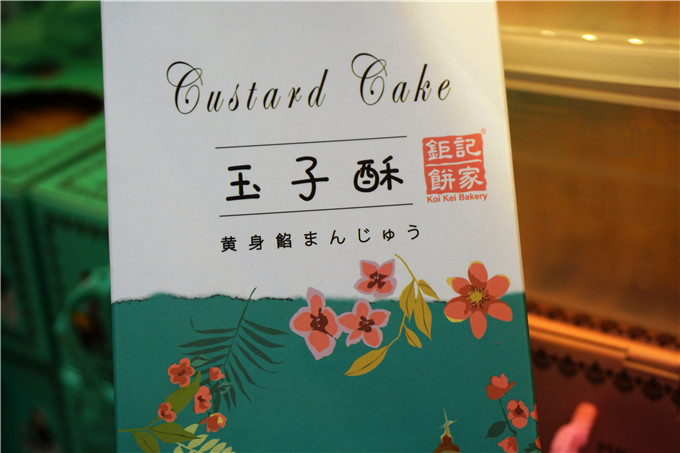 Custard Cake
玉子酥
鉅記®
餅家
Koi Kei Bakery
黄身餡まんじゅう